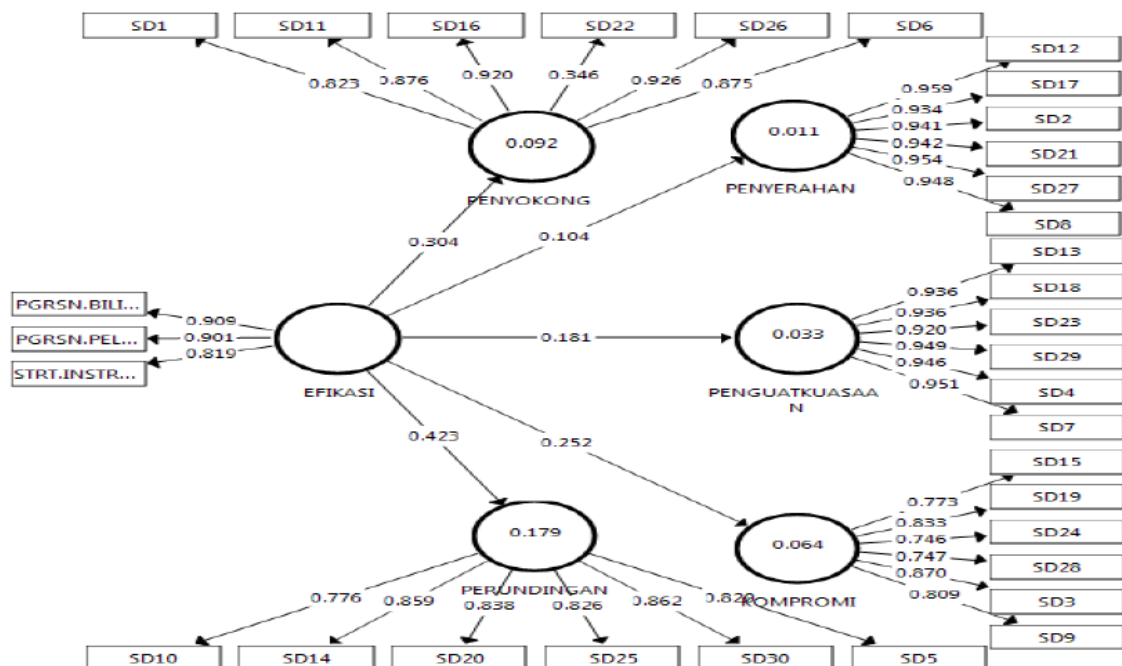 SD1 SD11 SD16 SD22 SD26 SD6
SD12
0.823 0.876 0.920 0.346 0.926 0.875
0.959
SD17
0.934
SD2
0.941
0.092
0.011
SD21
0.942
0.954
SD27
0.948
PENYOKONG
PENYERAHAN
SD8
0.304
0.104
SD13
0.936
SD18
PGRSN.BILI...
0.909
0.936
SD23
0.920
PGRSN.PEL...
0.901
0.181
0.033
0.949
SD29
0.819
STRT.INSTR...
0.946
SD4
0.951
EFIKASI
PENGUATKUASAA
N
SD7
0.423
0.252
SD15
0.773
SD19
0.833
SD24
0.746
0.179
0.064
0.747
SD28
0.870
SD3
0.809
PERUNDINGAN
KOMPROMI
SD9
0.776 0.859 0.838 0.826 0.862
SD10 SD14 SD20 SD25 SD30 SD5